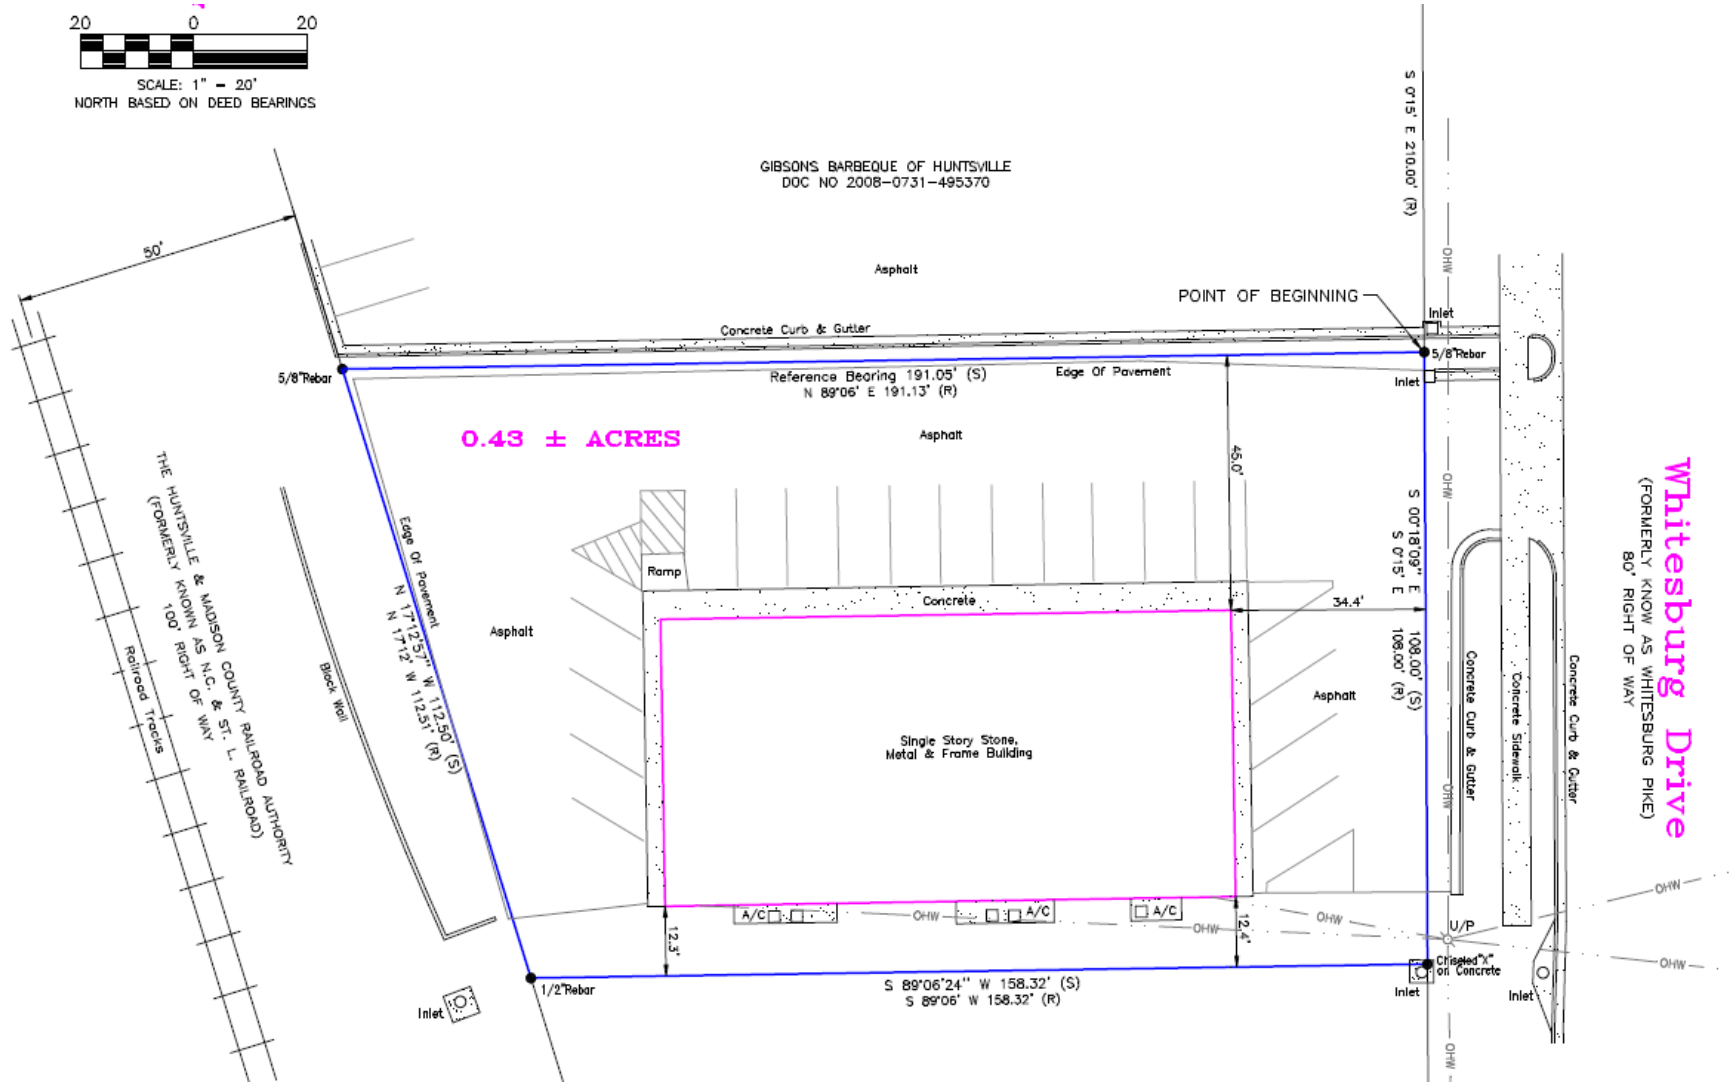 20 0 20
SCALE: 1" - 20'
NORTH BASED ON DEED BEARINGS
S 0°15' E 210.00' (R)
GIBSONS BARBEQUE OF HUNTSVILLE
DOC NO 2008-0731-495370
50'
OHW
Asphalt
POINT OF BEGINNING
Inlet
Concrete Curb & Gutter
5/8"Rebar
5/8"Rebar
Inlet
Reference Bearing 191.05' (S)
N 89°06' E 191.13' (R)
Edge Of Pavement
0.43 ± ACRES
Asphalt
45.0'
OHW
S 00°18'09" E 108.00' (S)
S 0°15' E 108.00' (R)
Whitesburg Drive
(FORMERLY KNOW AS WHITESBURG PIKE)
80' RIGHT OF WAY
THE HUNTSVILLE & MADISON COUNTY RAILROAD AUTHORITY
(FORMERLY KNOWN AS N.C. & ST. L. RAILROAD)
100' RIGHT OF WAY
Railroad Tracks
Block Wall
Edge Of Pavement
N 17°12'57" W 112.50' (S)
N 17°12' W 112.51' (R)
Asphalt
Ramp
Concrete
34.4'
Asphalt
Single Story Stone,
Metal & Frame Building
Concrete Curb & Gutter
Concrete Sidewalk
Concrete Curb & Gutter
OHW
A/C
A/C
A/C
OHW
OHW
OHW
OHW
U/P
12.3'
12.4'
OHW
Chiseled"X"
on Concrete
1/2"Rebar
S 89°06'24" W 158.32' (S)
S 89°06' W 158.32' (R)
Inlet
Inlet
Inlet
OHW